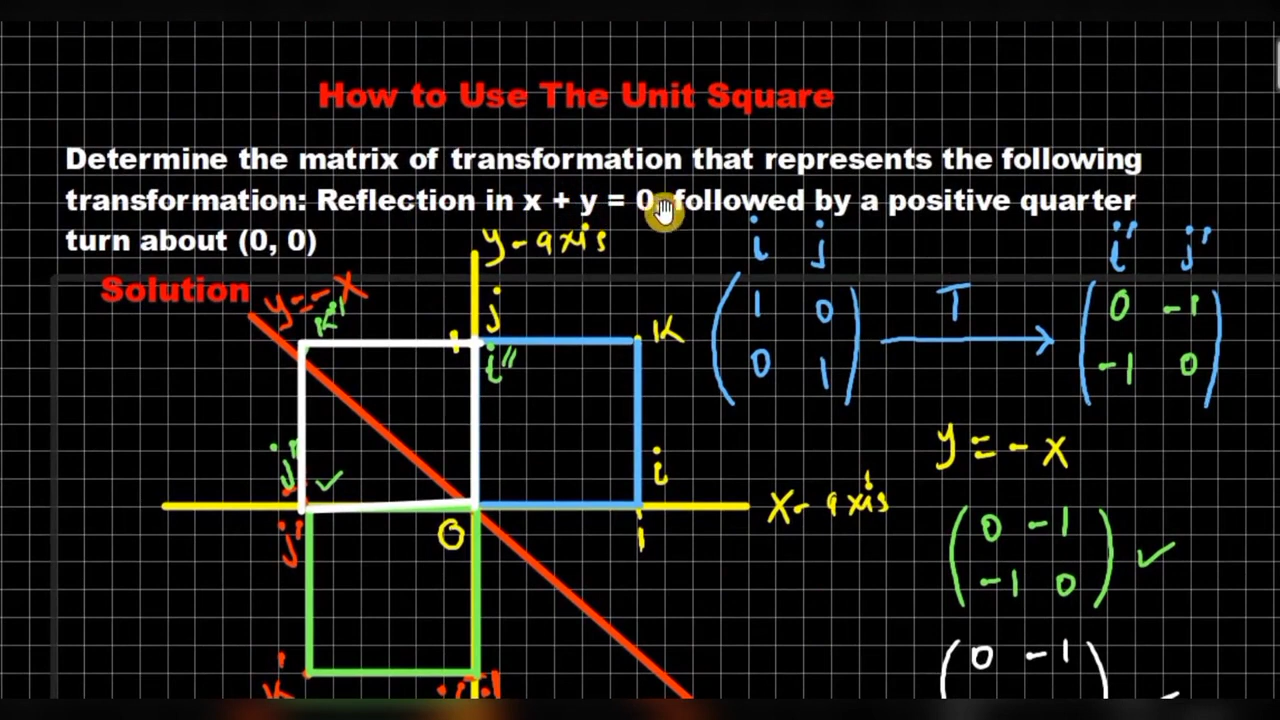 How to Use The Unit Square
Determine the matrix of transformation that represents the following
transformation: Reflection in x + y = 0, followed by a positive quarter
turn about (0, 0)
Solution
y = -x
y-axis
j
1
K
K"
i"
i
j"
j'
O
1
x-axis
i j
1 0
0 1
T
i' j'
0 -1
-1 0
y = -x
0 -1
-1 0
0 -1